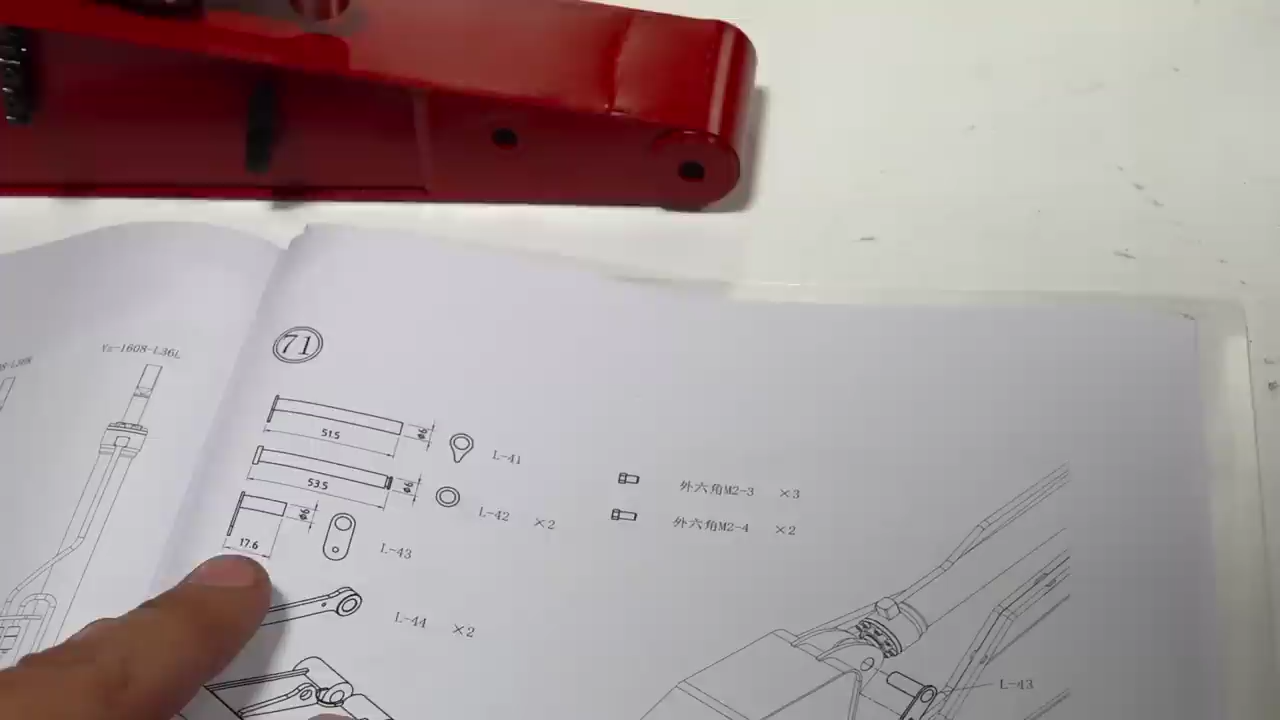 Ye-1608-L36L
71
51.5
ϕ6
L-41
53.5
ϕ6
L-42 ×2
17.6
ϕ6
L-43
L-44 ×2
外六角M2-3 ×3
外六角M2-4 ×2
L-43